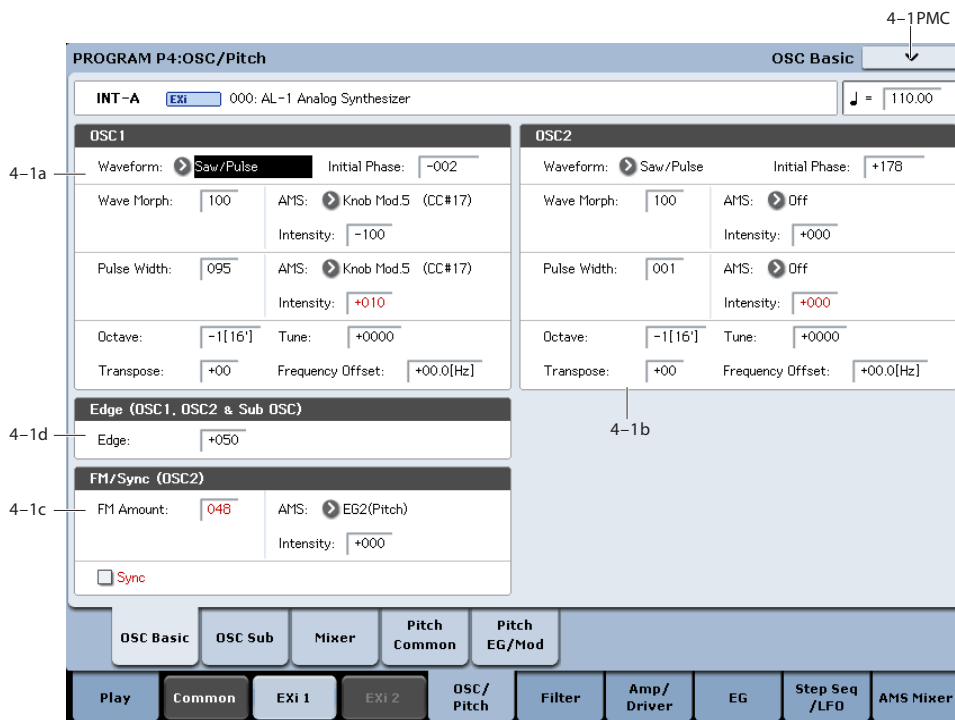 4–1PMC
PROGRAM P4:OSC/Pitch OSC Basic
INT-A EXi 000: AL-1 Analog Synthesizer ♩ = 110.00
OSC1
4–1a
Waveform: Saw/Pulse Initial Phase: -002
Wave Morph: 100 AMS: Knob Mod.5 (CC#17)
Intensity: -100
Pulse Width: 095 AMS: Knob Mod.5 (CC#17)
Intensity: +010
Octave: -1[16'] Tune: +0000
Transpose: +00 Frequency Offset: +00.0[Hz]
OSC2
Waveform: Saw/Pulse Initial Phase: +178
Wave Morph: 100 AMS: Off
Intensity: +000
Pulse Width: 001 AMS: Off
Intensity: +000
Octave: -1[16'] Tune: +0000
Transpose: +00 Frequency Offset: +00.0[Hz]
4–1b
Edge (OSC1, OSC2 & Sub OSC)
4–1d
Edge: +050
FM/Sync (OSC2)
4–1c
FM Amount: 048 AMS: EG2(Pitch)
Intensity: +000
Sync
OSC Basic OSC Sub Mixer Pitch Common Pitch EG/Mod
Play Common EXi 1 EXi 2 OSC/ Pitch Filter Amp/ Driver EG Step Seq /LFO AMS Mixer